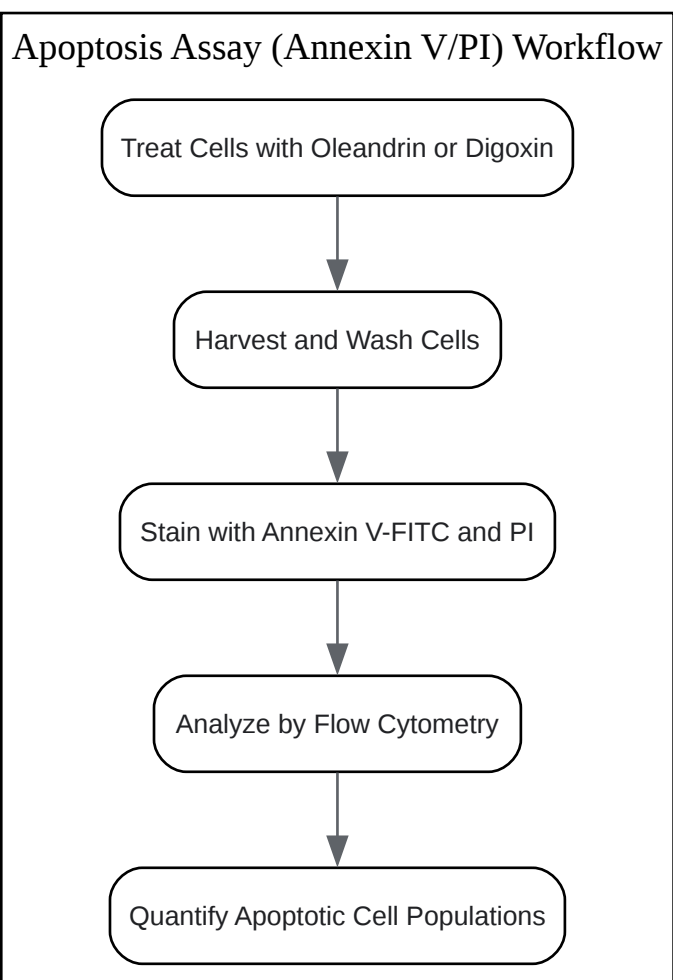 Apoptosis Assay (Annexin V/PI) Workflow
Treat Cells with Oleandrin or Digoxin
Harvest and Wash Cells
Stain with Annexin V-FITC and PI
Analyze by Flow Cytometry
Quantify Apoptotic Cell Populations